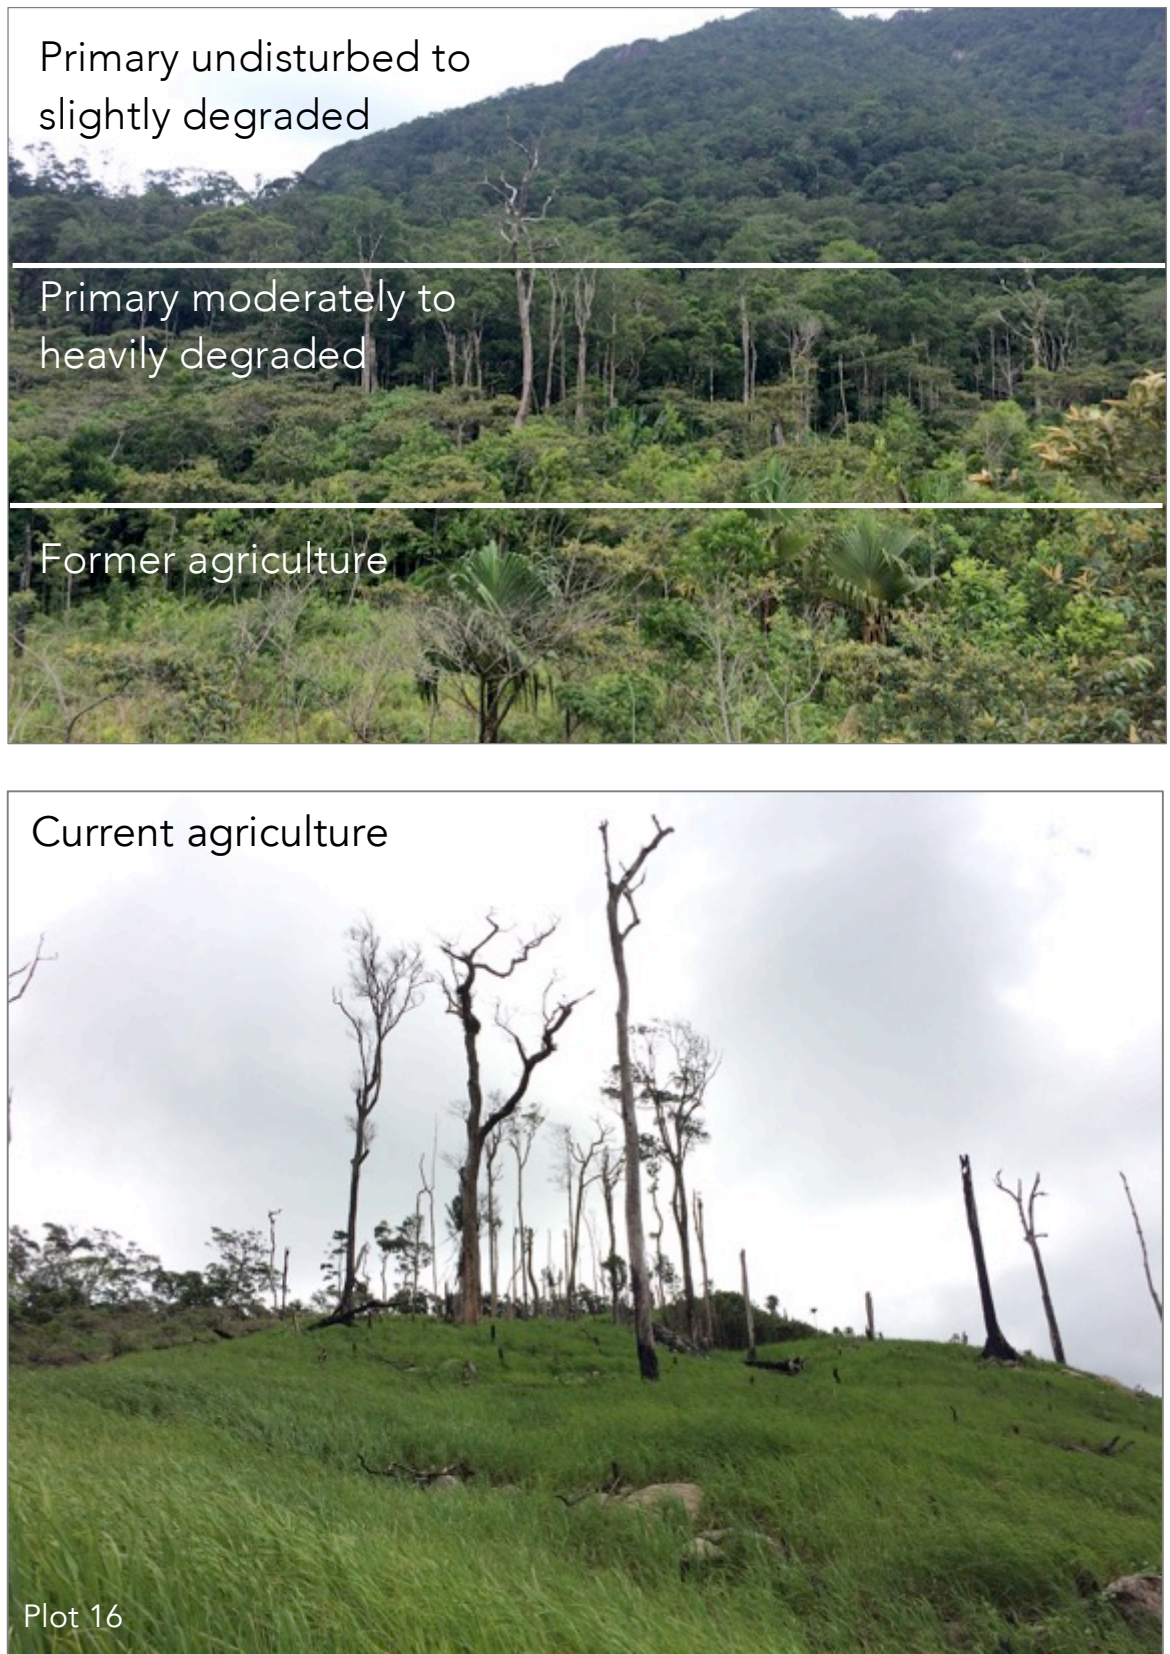 Primary undisturbed to
slightly degraded
Primary moderately to
heavily degraded
Former agriculture
Current agriculture
Plot 16